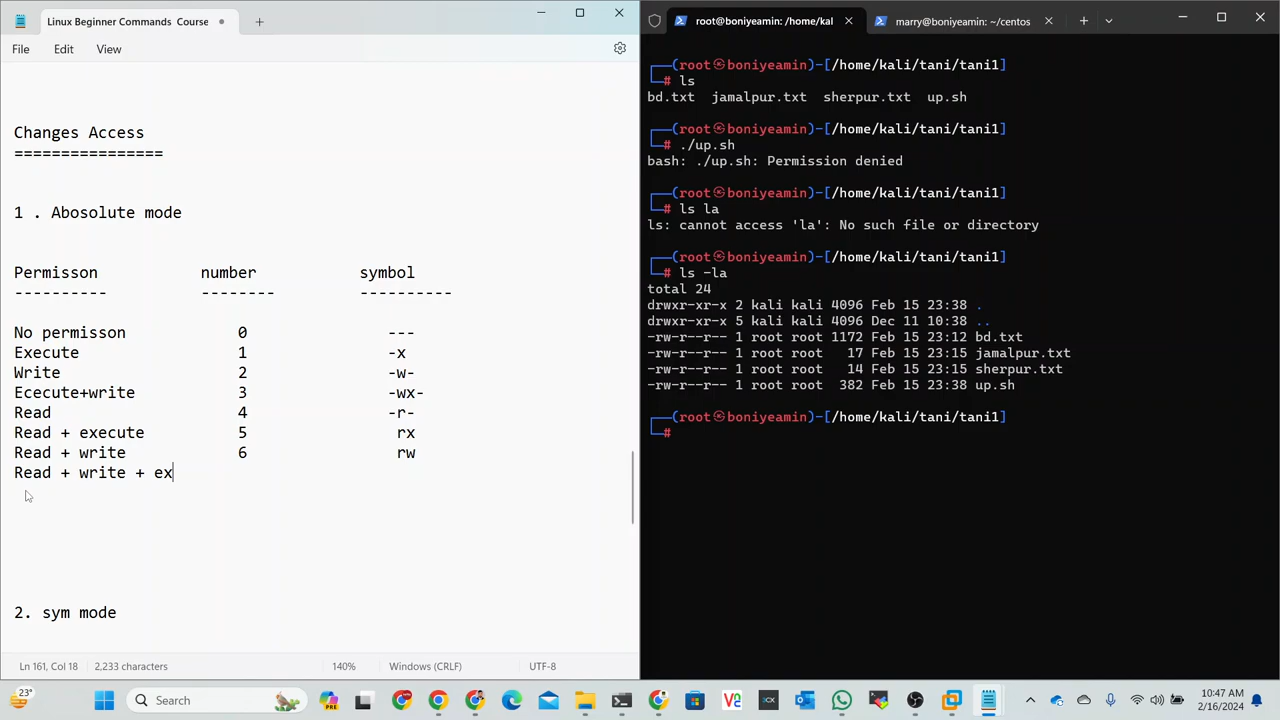 Linux Beginner Commands Course
File Edit View
Changes Access
================
1 . Abosolute mode
Permisson number symbol
---------- -------- ----------
No permisson 0 ---
Execute 1 -x
Write 2 -w-
Ececute+write 3 -wx-
Read 4 -r-
Read + execute 5 rx
Read + write 6 rw
Read + write + ex
2. sym mode
Ln 161, Col 18 2,233 characters 140% Windows (CRLF) UTF-8
root@boniyeamin: /home/kal marry@boniyeamin: ~/centos
(root㉿boniyeamin)-[/home/kali/tani/tani1]
# ls
bd.txt jamalpur.txt sherpur.txt up.sh
(root㉿boniyeamin)-[/home/kali/tani/tani1]
# ./up.sh
bash: ./up.sh: Permission denied
(root㉿boniyeamin)-[/home/kali/tani/tani1]
# ls la
ls: cannot access 'la': No such file or directory
(root㉿boniyeamin)-[/home/kali/tani/tani1]
# ls -la
total 24
drwxr-xr-x 2 kali kali 4096 Feb 15 23:38 .
drwxr-xr-x 5 kali kali 4096 Dec 11 10:38 ..
-rw-r--r-- 1 root root 1172 Feb 15 23:12 bd.txt
-rw-r--r-- 1 root root 17 Feb 15 23:15 jamalpur.txt
-rw-r--r-- 1 root root 14 Feb 15 23:15 sherpur.txt
-rw-r--r-- 1 root root 382 Feb 15 23:38 up.sh
(root㉿boniyeamin)-[/home/kali/tani/tani1]
#
23°
Search
10:47 AM
2/16/2024